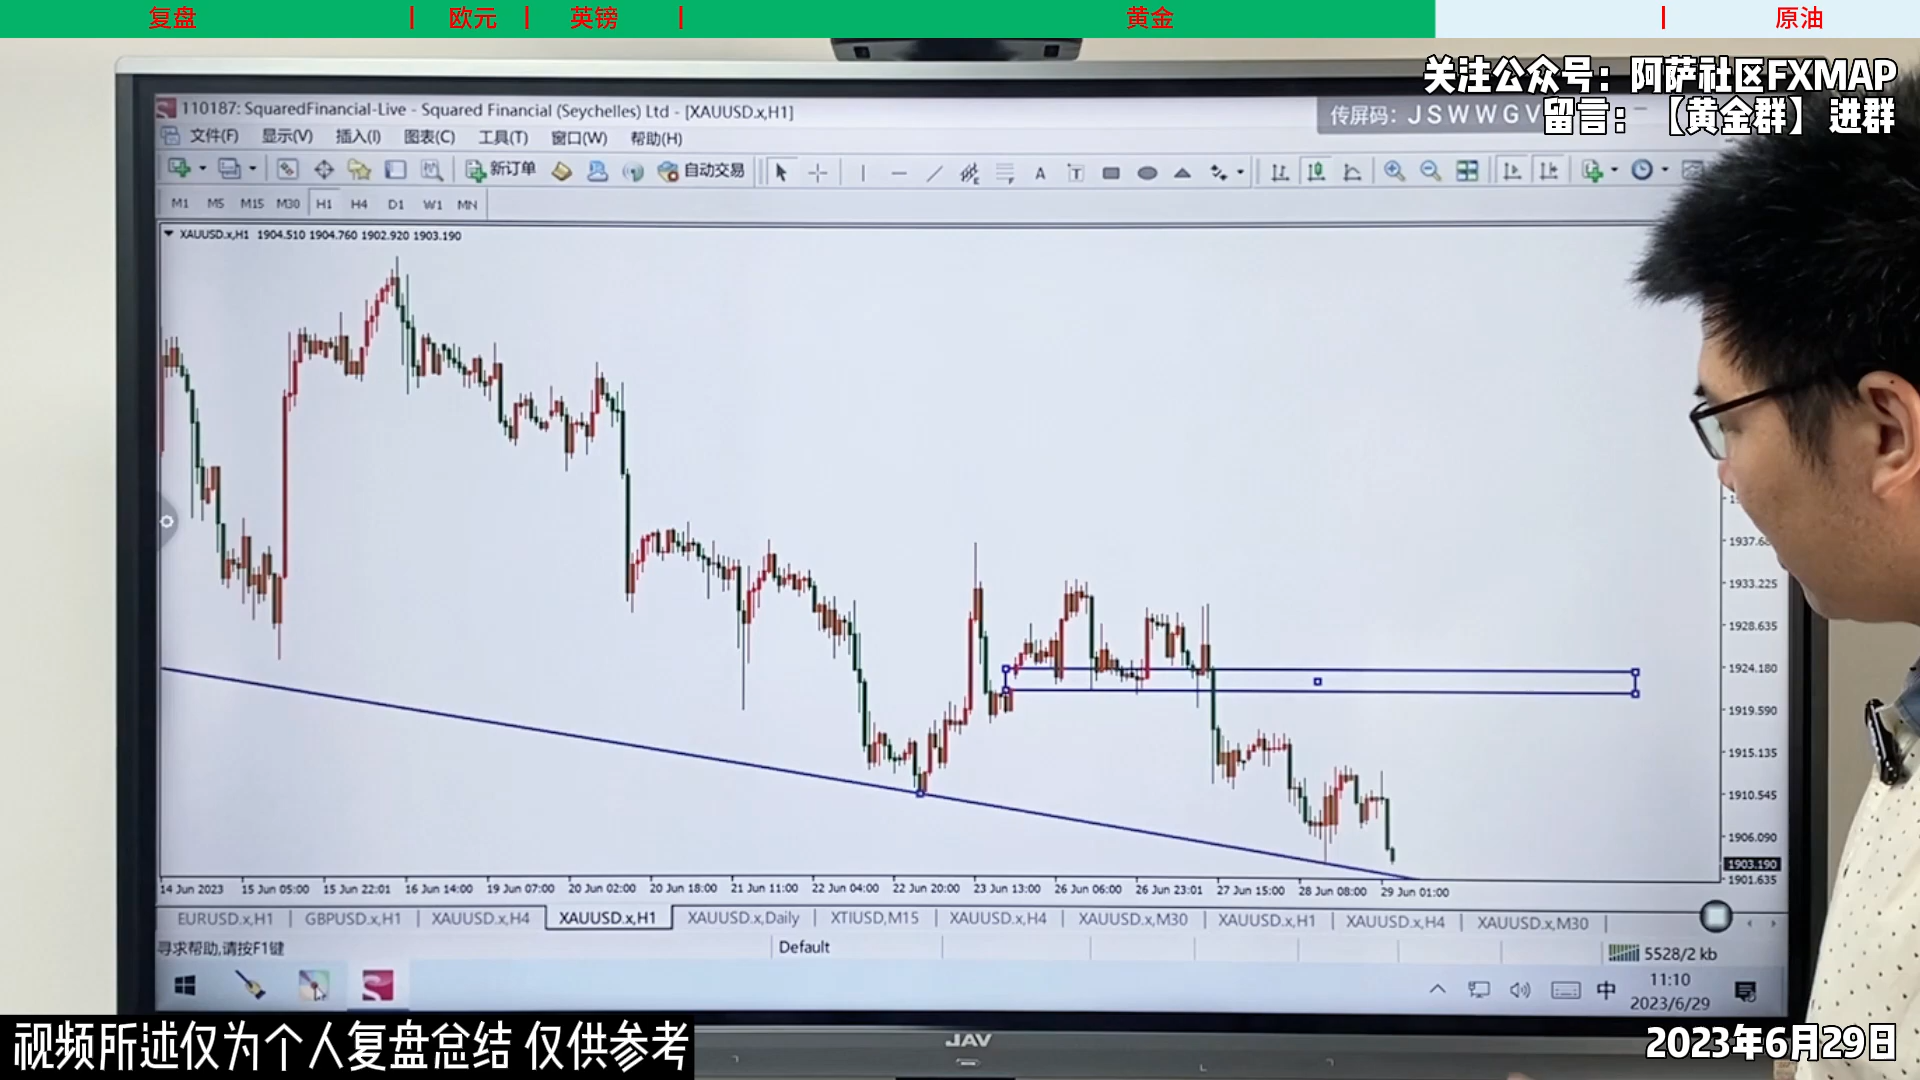 复盘 | 欧元 | 英镑 | 黄金 | 原油
关注公众号：阿萨社区FXMAP
留言：【黄金群】进群
110187: SquaredFinancial-Live - Squared Financial (Seychelles) Ltd - [XAUUSD.x,H1]
传屏码：JSWWGV
文件(F) 显示(V) 插入(I) 图表(C) 工具(T) 窗口(W) 帮助(H)
新订单 自动交易
M1 M5 M15 M30 H1 H4 D1 W1 MN
XAUUSD.x,H1 1904.510 1904.760 1902.920 1903.190
1933.225
1928.635
1924.180
1919.590
1915.135
1910.545
1906.090
1903.190
1901.635
14 Jun 2023 15 Jun 05:00 15 Jun 22:01 16 Jun 14:00 19 Jun 07:00 20 Jun 02:00 20 Jun 18:00 21 Jun 11:00 22 Jun 04:00 22 Jun 20:00 23 Jun 13:00 26 Jun 06:00 26 Jun 23:01 27 Jun 15:00 28 Jun 08:00 29 Jun 01:00
EURUSD.x,H1 GBPUSD.x,H1 XAUUSD.x,H4 XAUUSD.x,H1 XAUUSD.x,Daily XTIUSD,M15 XAUUSD.x,H4 XAUUSD.x,M30 XAUUSD.x,H1 XAUUSD.x,H4 XAUUSD.x,M30
寻求帮助,请按F1键 Default 5528/2 kb
中 11:10
2023/6/29
JAV
视频所述仅为个人复盘总结 仅供参考
2023年6月29日